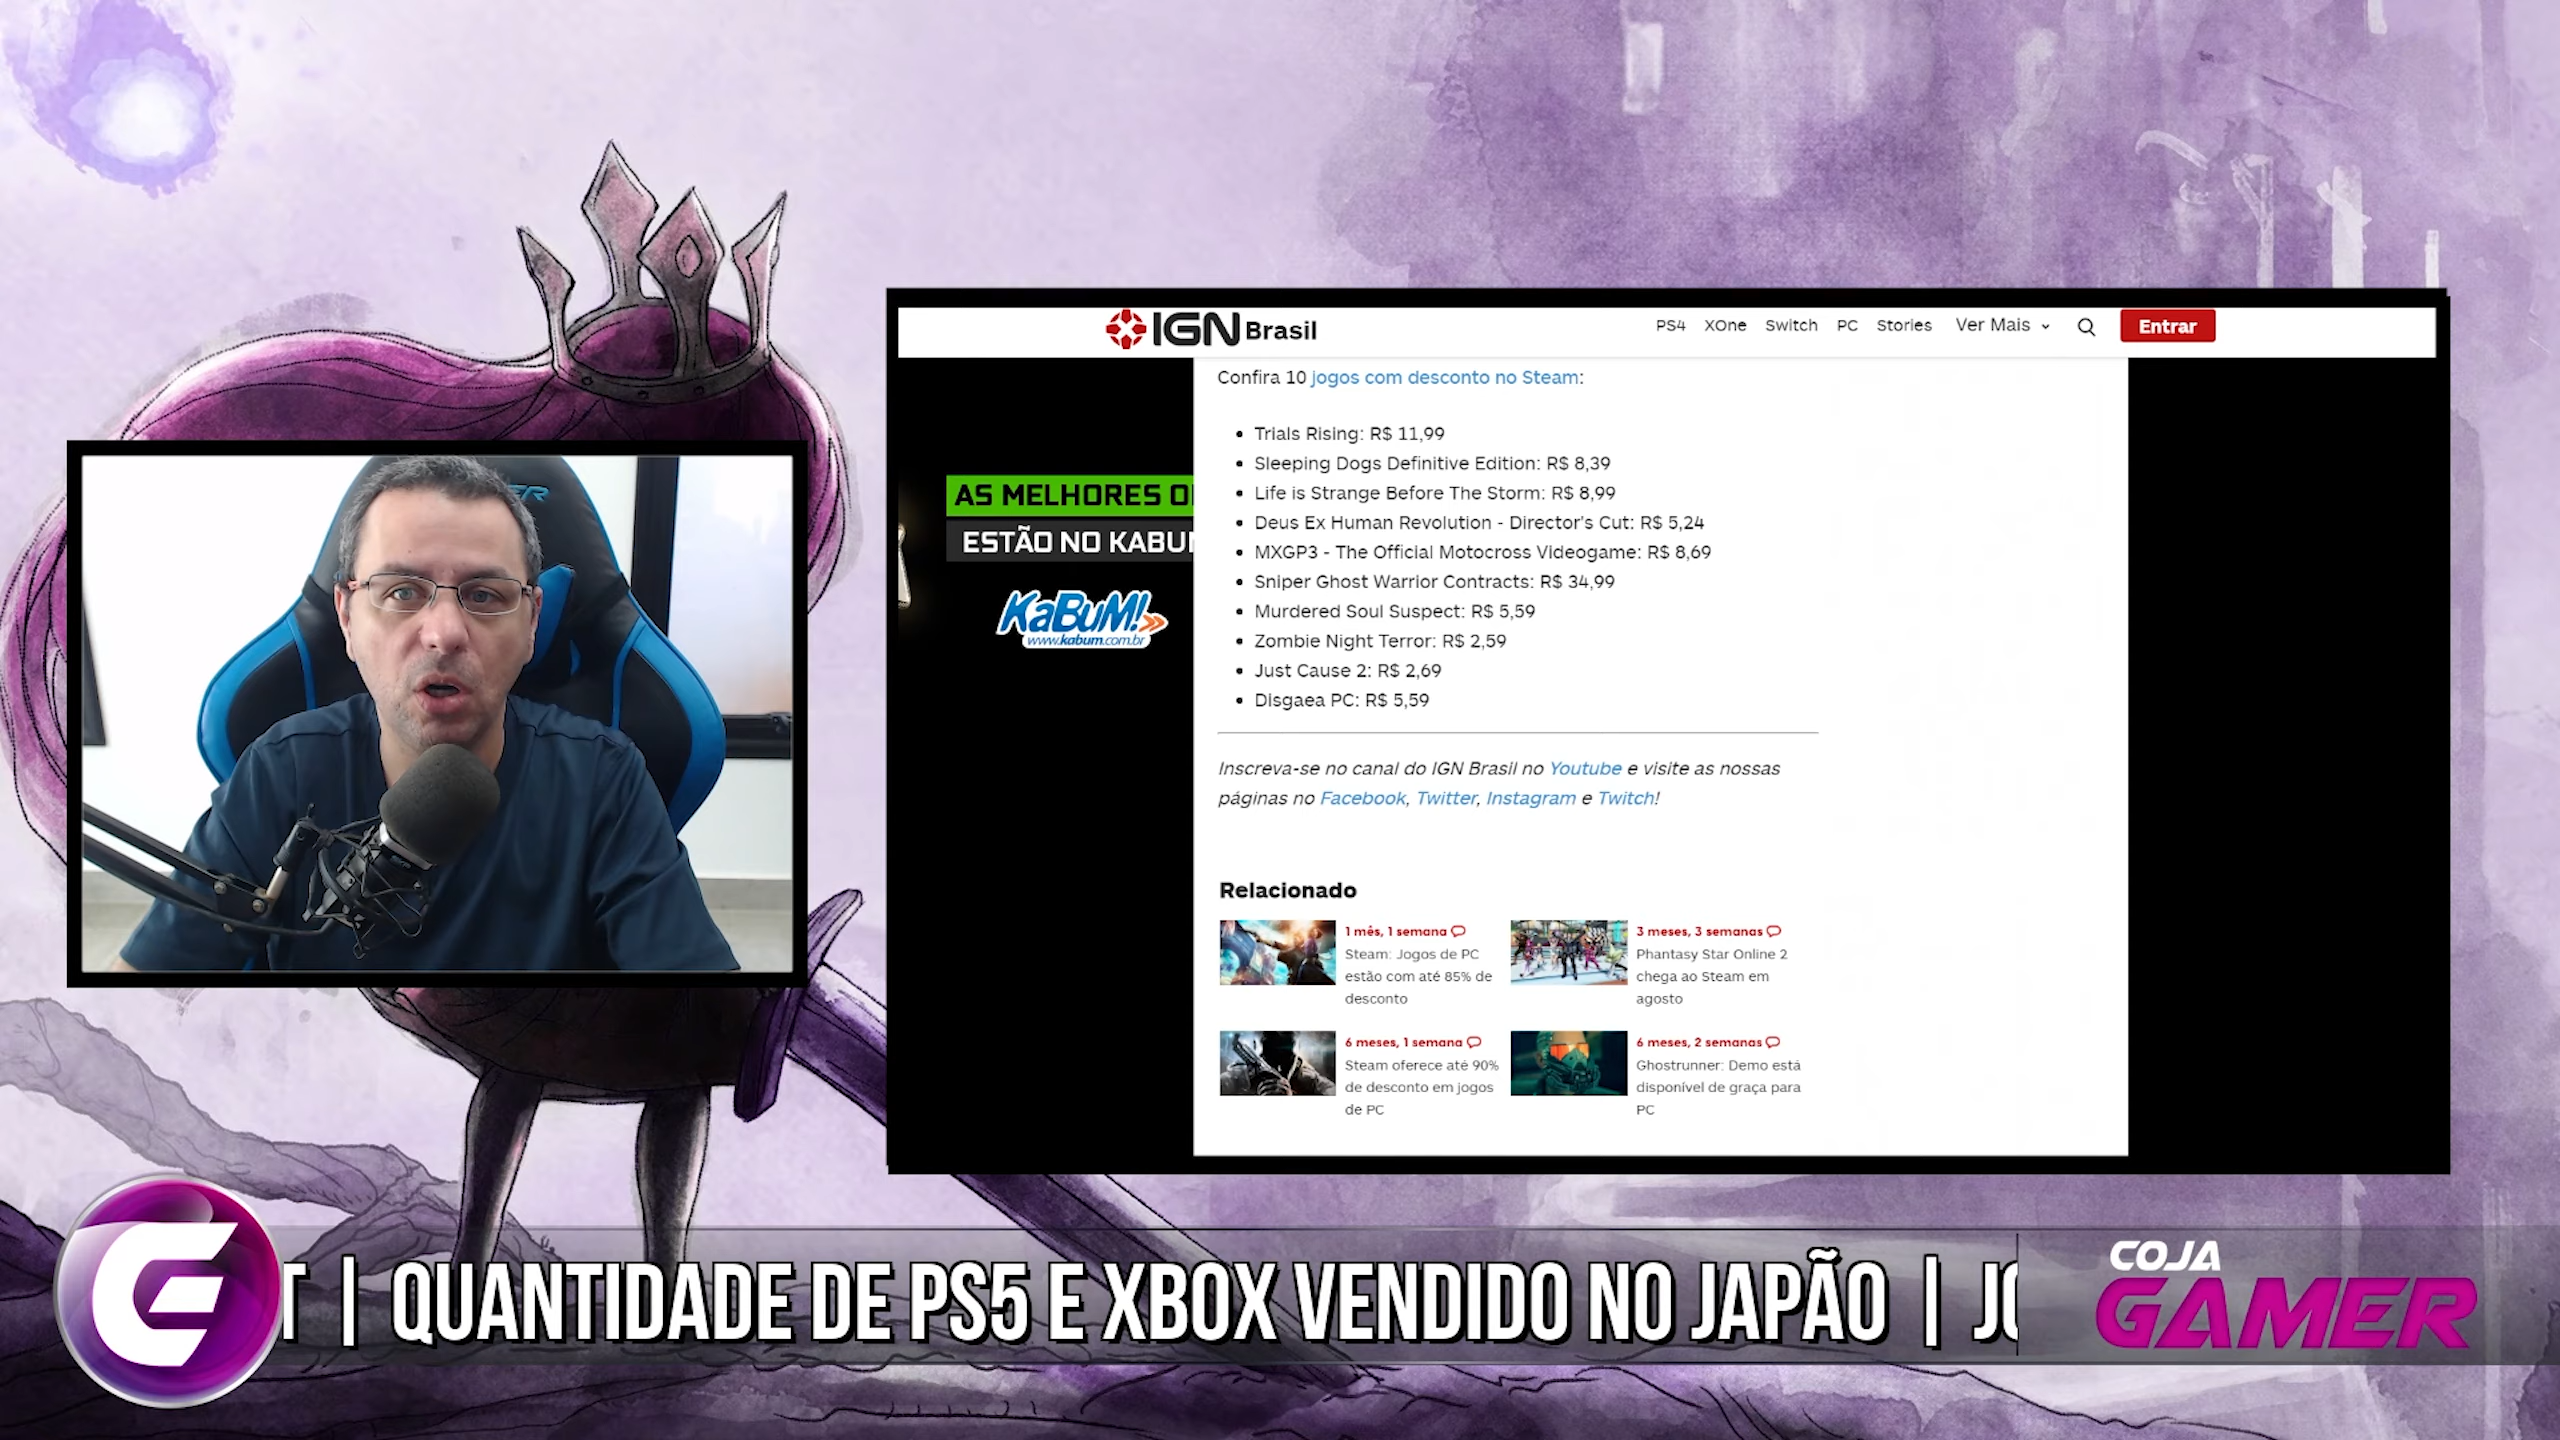 IGN Brasil
PS4 XOne Switch PC Stories Ver Mais Entrar
Confira 10 jogos com desconto no Steam:
• Trials Rising: R$ 11,99
• Sleeping Dogs Definitive Edition: R$ 8,39
• Life is Strange Before The Storm: R$ 8,99
• Deus Ex Human Revolution - Director's Cut: R$ 5,24
• MXGP3 - The Official Motocross Videogame: R$ 8,69
• Sniper Ghost Warrior Contracts: R$ 34,99
• Murdered Soul Suspect: R$ 5,59
• Zombie Night Terror: R$ 2,59
• Just Cause 2: R$ 2,69
• Disgaea PC: R$ 5,59
AS MELHORES
ESTÃO NO
KaBuM!
www.kabum.com.br
Inscreva-se no canal do IGN Brasil no Youtube e visite as nossas
páginas no Facebook, Twitter, Instagram e Twitch!
Relacionado
1 mês, 1 semana
Steam: Jogos de PC
estão com até 85% de
desconto
3 meses, 3 semanas
Phantasy Star Online 2
chega ao Steam em
agosto
6 meses, 1 semana
Steam oferece até 90%
de desconto em jogos
de PC
6 meses, 2 semanas
Ghostrunner: Demo está
disponível de graça para
PC
T | QUANTIDADE DE PS5 E XBOX VENDIDO NO JAPÃO |
COJA
GAMER